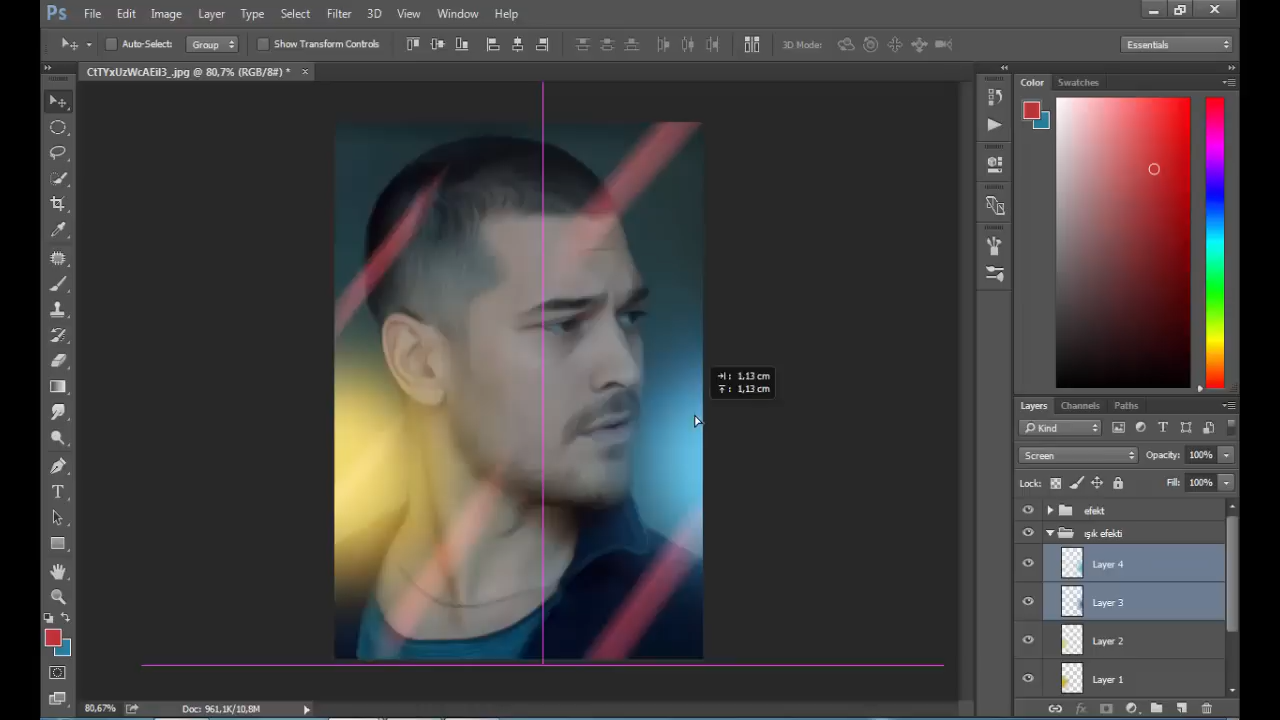 Ps File Edit Image Layer Type Select Filter 3D View Window Help
Auto-Select: Group Show Transform Controls 3D Mode: Essentials
CtTYxUzWcAEiI3_.jpg @ 80,7% (RGB/8#) * ×
Color Swatches
→|: 1,13 cm
1,13 cm
Layers Channels Paths
Kind
Screen Opacity: 100%
Lock: Fill: 100%
efekt
ışık efekti
Layer 4
Layer 3
Layer 2
Layer 1
80,67% Doc: 961,1K/10,8M